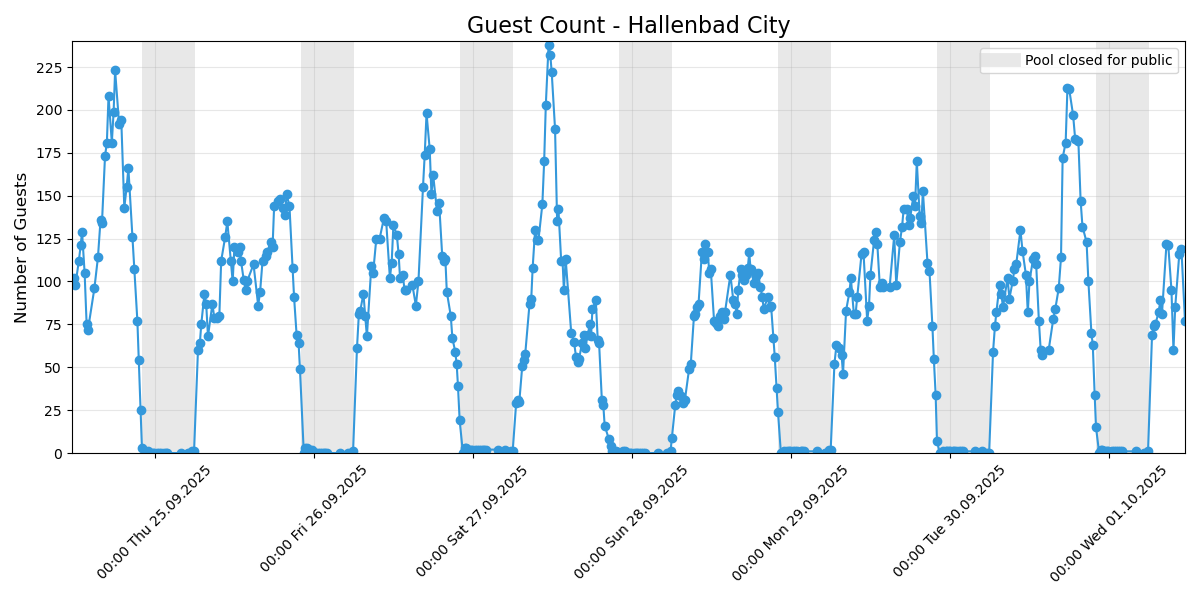 Guest Count - Hallenbad City
Pool closed for public
Number of Guests
225
200
175
150
125
100
75
50
25
0
00:00 Thu 25.09.2025
00:00 Fri 26.09.2025
00:00 Sat 27.09.2025
00:00 Sun 28.09.2025
00:00 Mon 29.09.2025
00:00 Tue 30.09.2025
00:00 Wed 01.10.2025